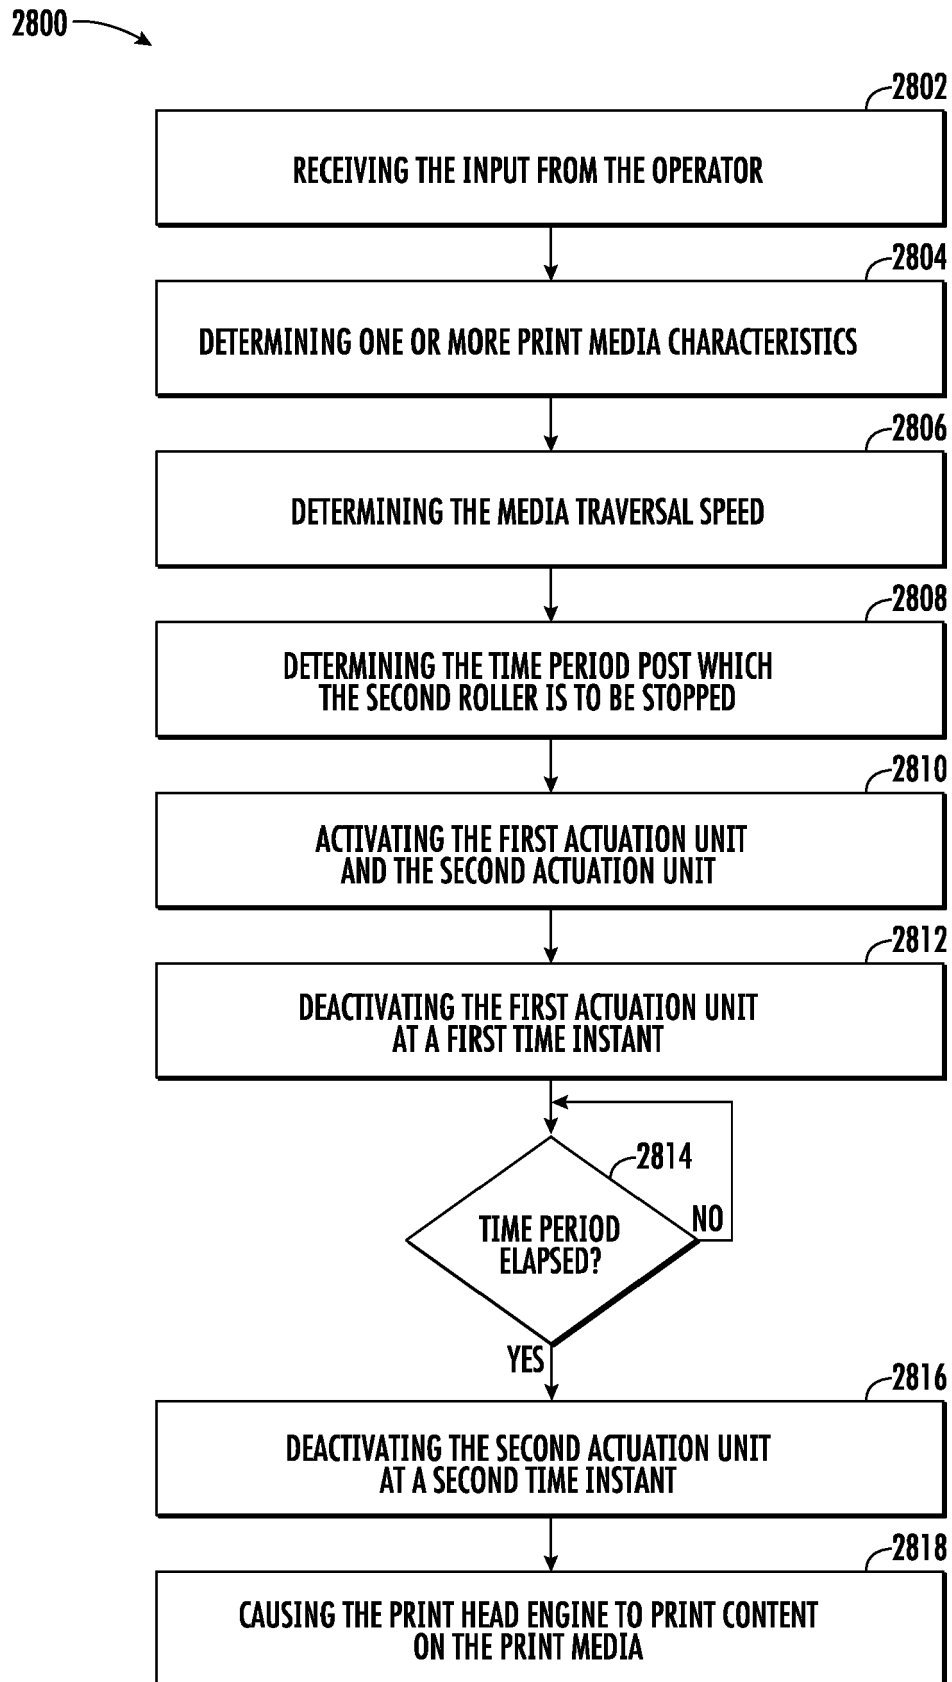 2800
2802
RECEIVING THE INPUT FROM THE OPERATOR
2804
DETERMINING ONE OR MORE PRINT MEDIA CHARACTERISTICS
2806
DETERMINING THE MEDIA TRAVERSAL SPEED
2808
DETERMINING THE TIME PERIOD POST WHICH
THE SECOND ROLLER IS TO BE STOPPED
2810
ACTIVATING THE FIRST ACTUATION UNIT
AND THE SECOND ACTUATION UNIT
2812
DEACTIVATING THE FIRST ACTUATION UNIT
AT A FIRST TIME INSTANT
2814
TIME PERIOD
ELAPSED?
NO
YES
2816
DEACTIVATING THE SECOND ACTUATION UNIT
AT A SECOND TIME INSTANT
2818
CAUSING THE PRINT HEAD ENGINE TO PRINT CONTENT
ON THE PRINT MEDIA